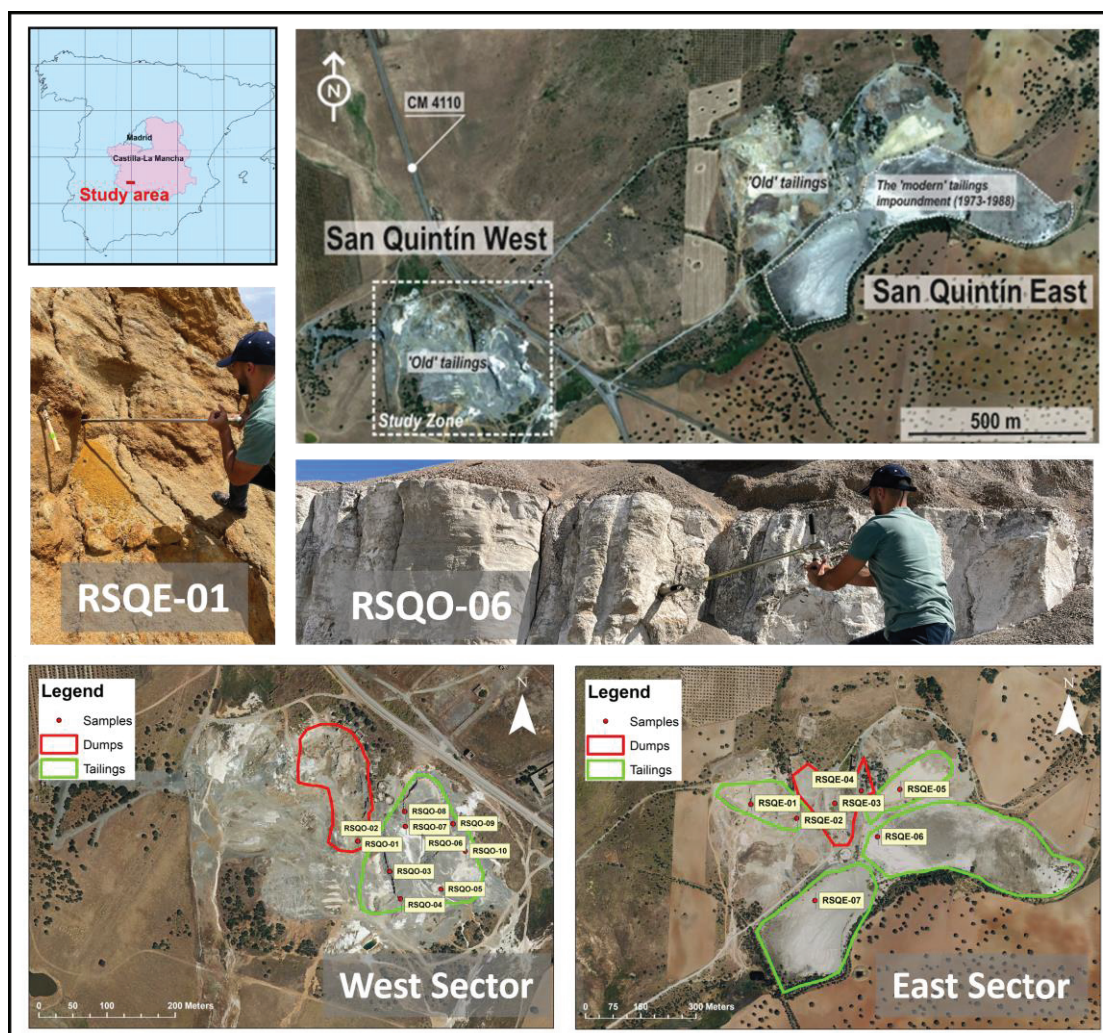 Madrid
Castilla-La Mancha
Study area
N
CM 4110
'Old' tailings
The 'modern' tailings
impoundment (1973-1988)
San Quintín West
San Quintín East
'Old' tailings
Study Zone
500 m
RSQE-01
RSQO-06
Legend
Samples
Dumps
Tailings
N
RSQO-08
RSQO-02
RSQO-07
RSQO-09
RSQO-01
RSQO-06
RSQO-10
RSQO-03
RSQO-05
RSQO-04
West Sector
0 50 100 200 Meters
Legend
Samples
Dumps
Tailings
N
RSQE-04
RSQE-05
RSQE-01
RSQE-03
RSQE-02
RSQE-06
RSQE-07
East Sector
0 75 150 300 Meters